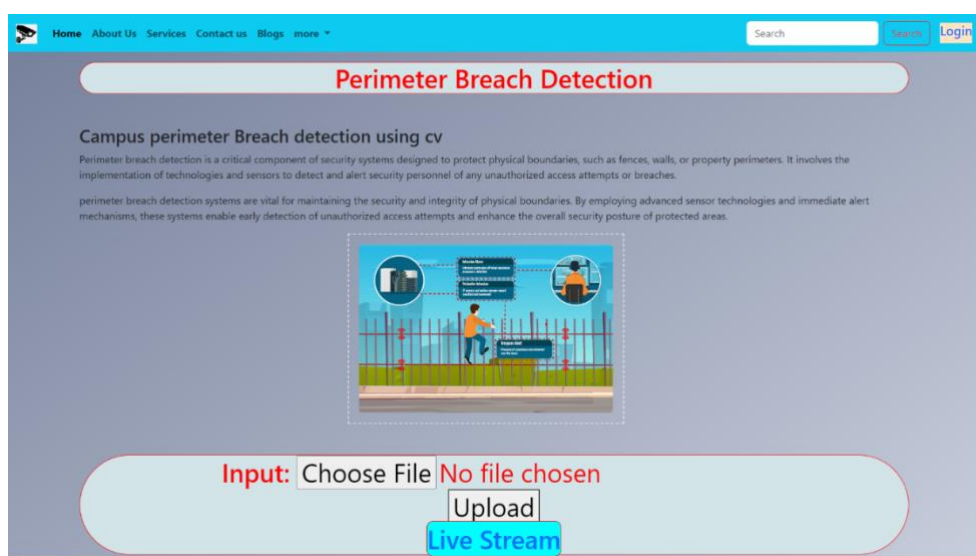 Home About Us Services Contact us Blogs more Search Search Login
Perimeter Breach Detection
Campus perimeter Breach detection using cv
Perimeter breach detection is a critical component of security systems designed to protect physical boundaries, such as fences, walls, or property perimeters. It involves the
implementation of technologies and sensors to detect and alert security personnel of any unauthorized access attempts or breaches.
perimeter breach detection systems are vital for maintaining the security and integrity of physical boundaries. By employing advanced sensor technologies and immediate alert
mechanisms, these systems enable early detection of unauthorized access attempts and enhance the overall security posture of protected areas.
Input: Choose File No file chosen
Upload
Live Stream